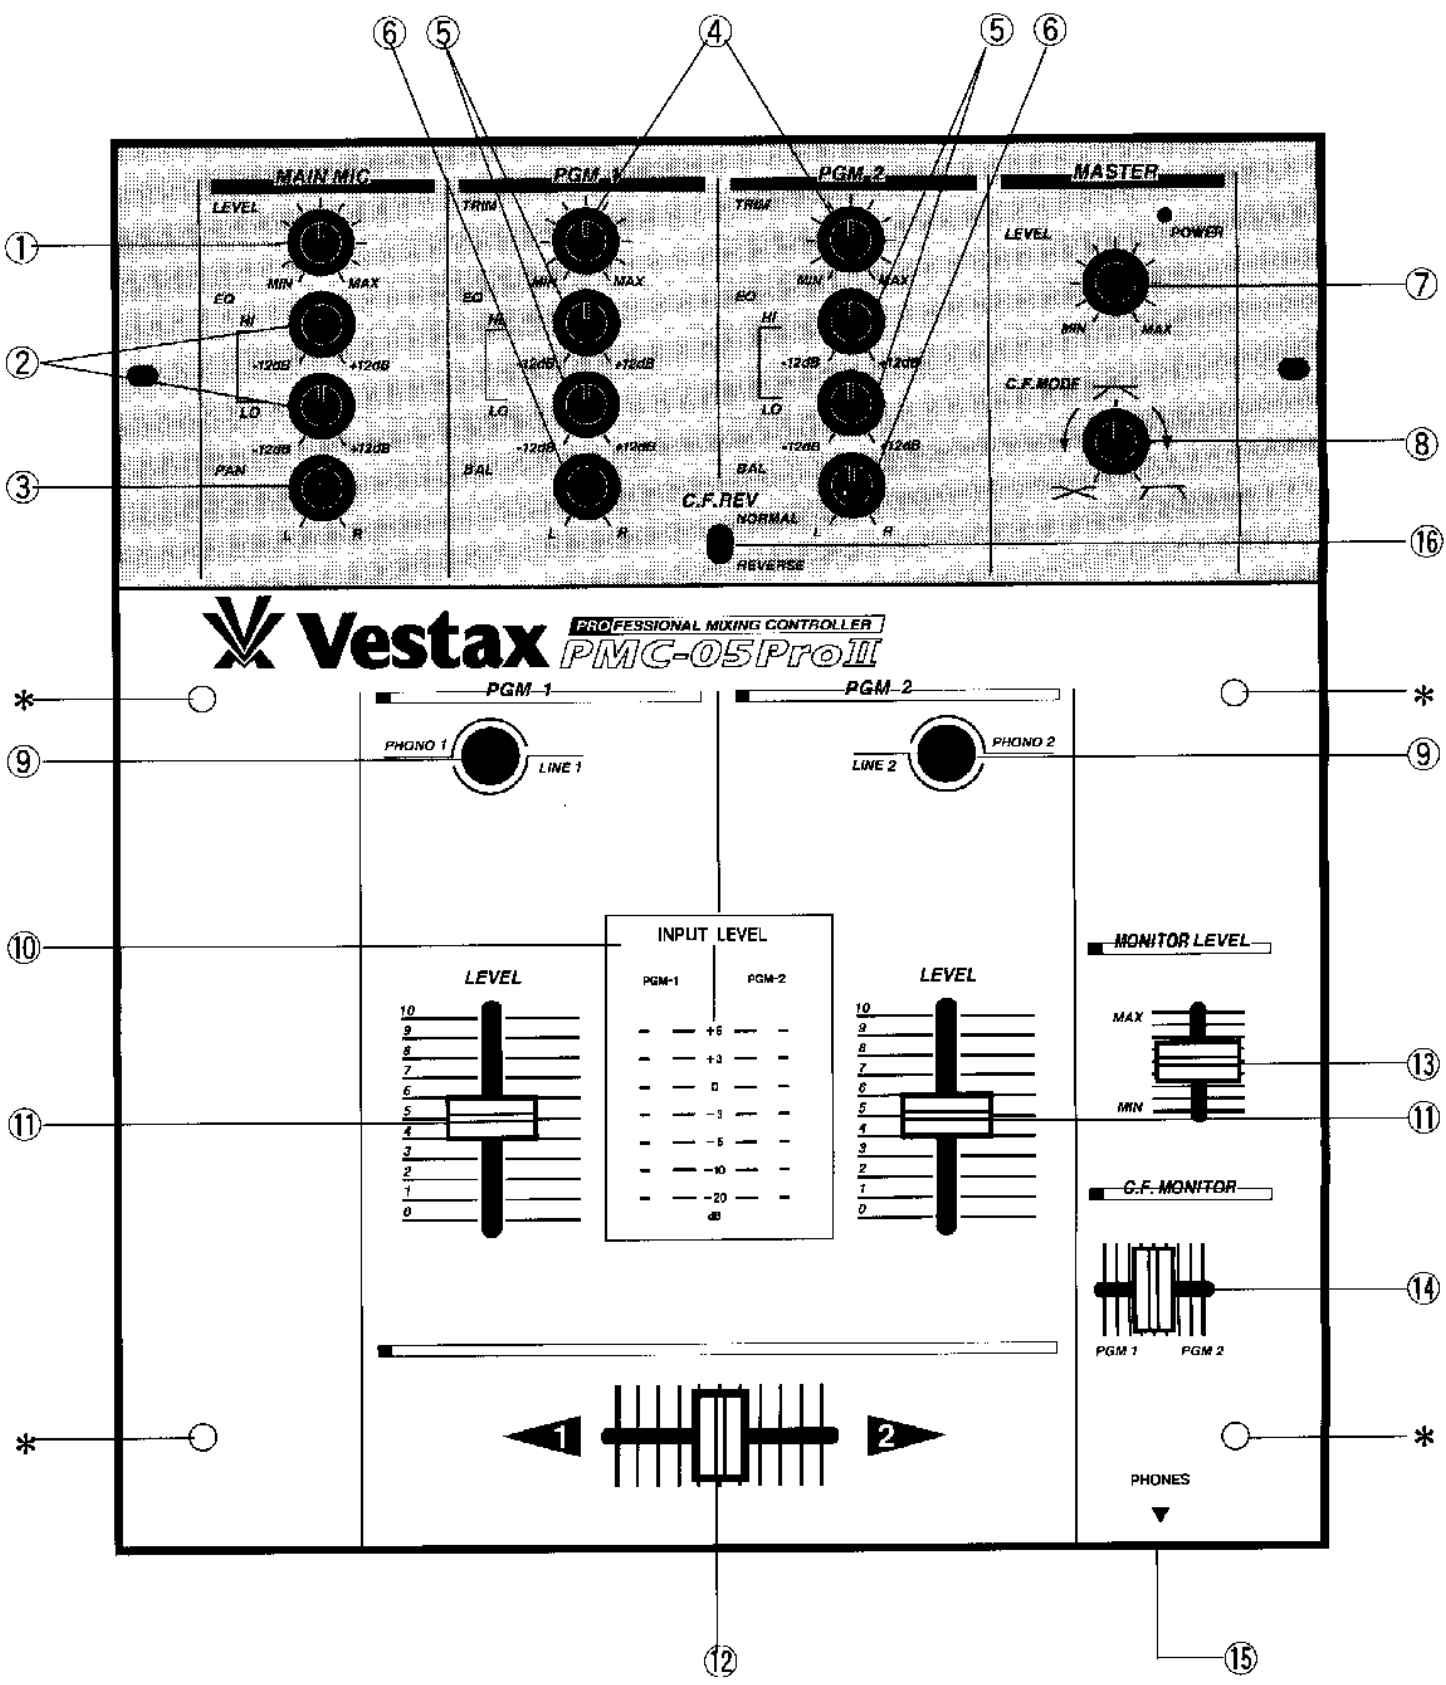 ⑥ ⑤ ④ ⑤ ⑥
MAIN MIC PGM 1 PGM 2 MASTER
LEVEL TRIM TRIM
POWER
① LEVEL
MIN MAX MIN MAX MIN MAX ⑦
EQ EQ EQ
HI HI HI MIN MAX
② -12dB +12dB -12dB +12dB -12dB +12dB
C.F.MODE
LO LO LO
-12dB +12dB -12dB +12dB -12dB +12dB ⑧
PAN BAL BAL
③
C.F.REV
NORMAL
L R L R L R
⑯
REVERSE
Vestax PROFESSIONAL MIXING CONTROLLER
PMC-05ProII
* PGM 1 PGM 2 *
PHONO 1 PHONO 2
⑨ LINE 1 LINE 2 ⑨
⑩ INPUT LEVEL MONITOR LEVEL
LEVEL PGM-1 PGM-2 LEVEL
10 10 MAX
9 +6 9
8 +3 8
7 7 ⑬
6 0 6
⑪ 5 -3 5 MIN ⑪
4 4
3 -5 3
2 -10 2
1 -20 1 C.F. MONITOR
0 dB 0
⑭
PGM 1 PGM 2
* 1 2 *
PHONES
⑫ ⑮